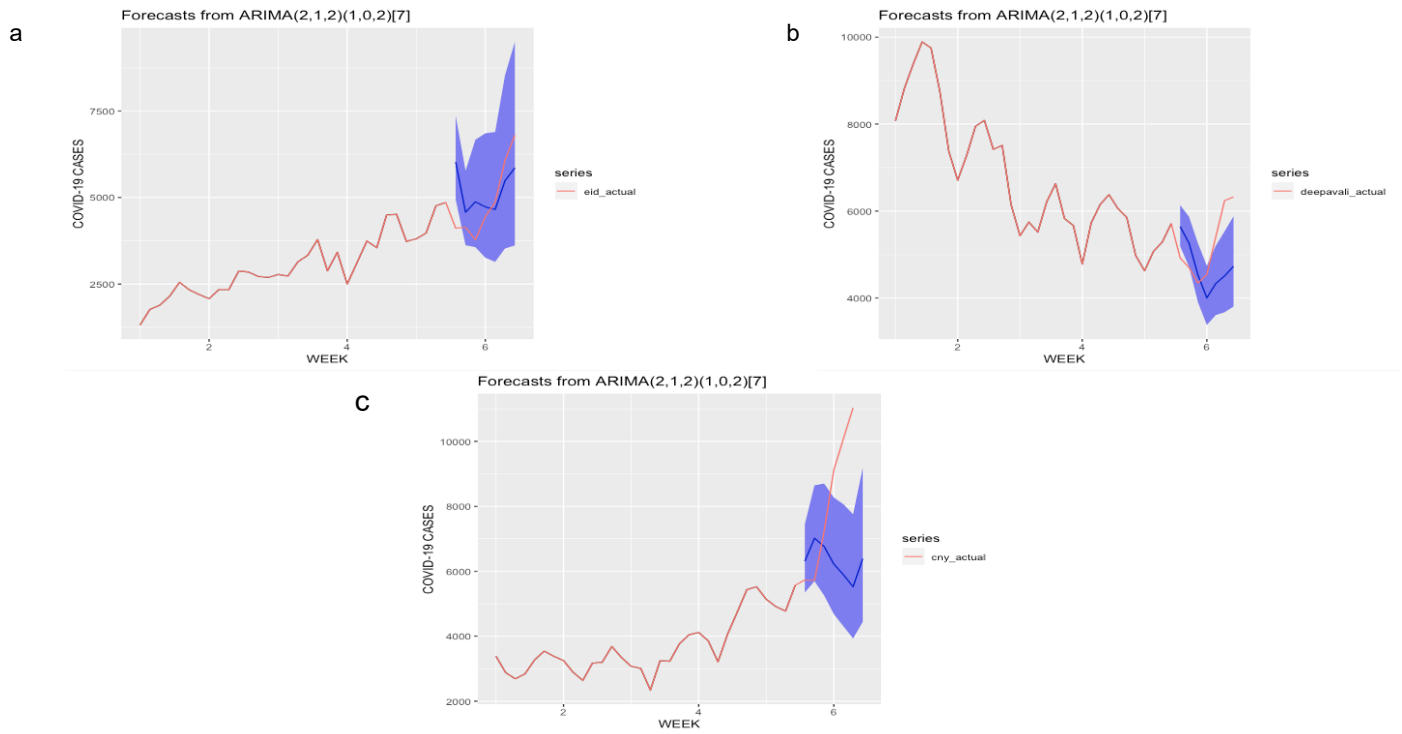 a
Forecasts from ARIMA(2,1,2)(1,0,2)[7]
COVID-19 CASES
7500
5000
2500
2 4 6
WEEK
series
eid_actual
b
Forecasts from ARIMA(2,1,2)(1,0,2)[7]
COVID-19 CASES
10000
8000
6000
4000
2 4 6
WEEK
series
deepavali_actual
c
Forecasts from ARIMA(2,1,2)(1,0,2)[7]
COVID-19 CASES
10000
8000
6000
4000
2000
2 4 6
WEEK
series
cny_actual